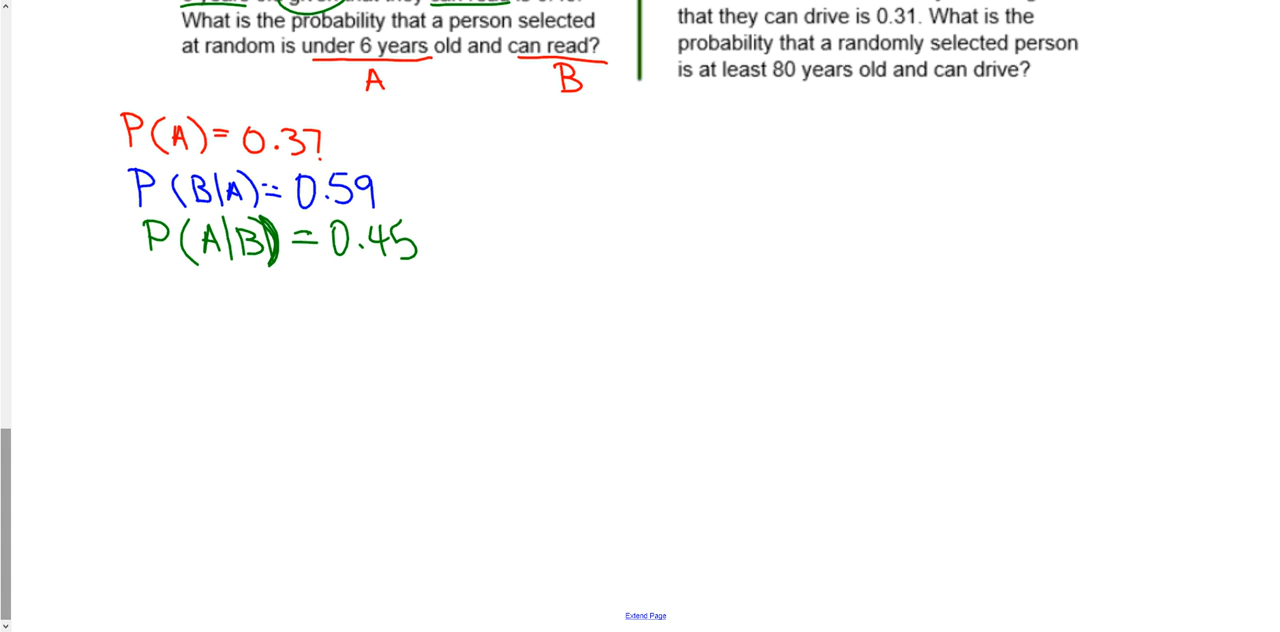 What is the probability that a person selected
at random is under 6 years old and can read?
A
B
P(A)= 0.37
P(B|A)= 0.59
P(A|B) = 0.45
that they can drive is 0.31. What is the
probability that a randomly selected person
is at least 80 years old and can drive?
Extend Page